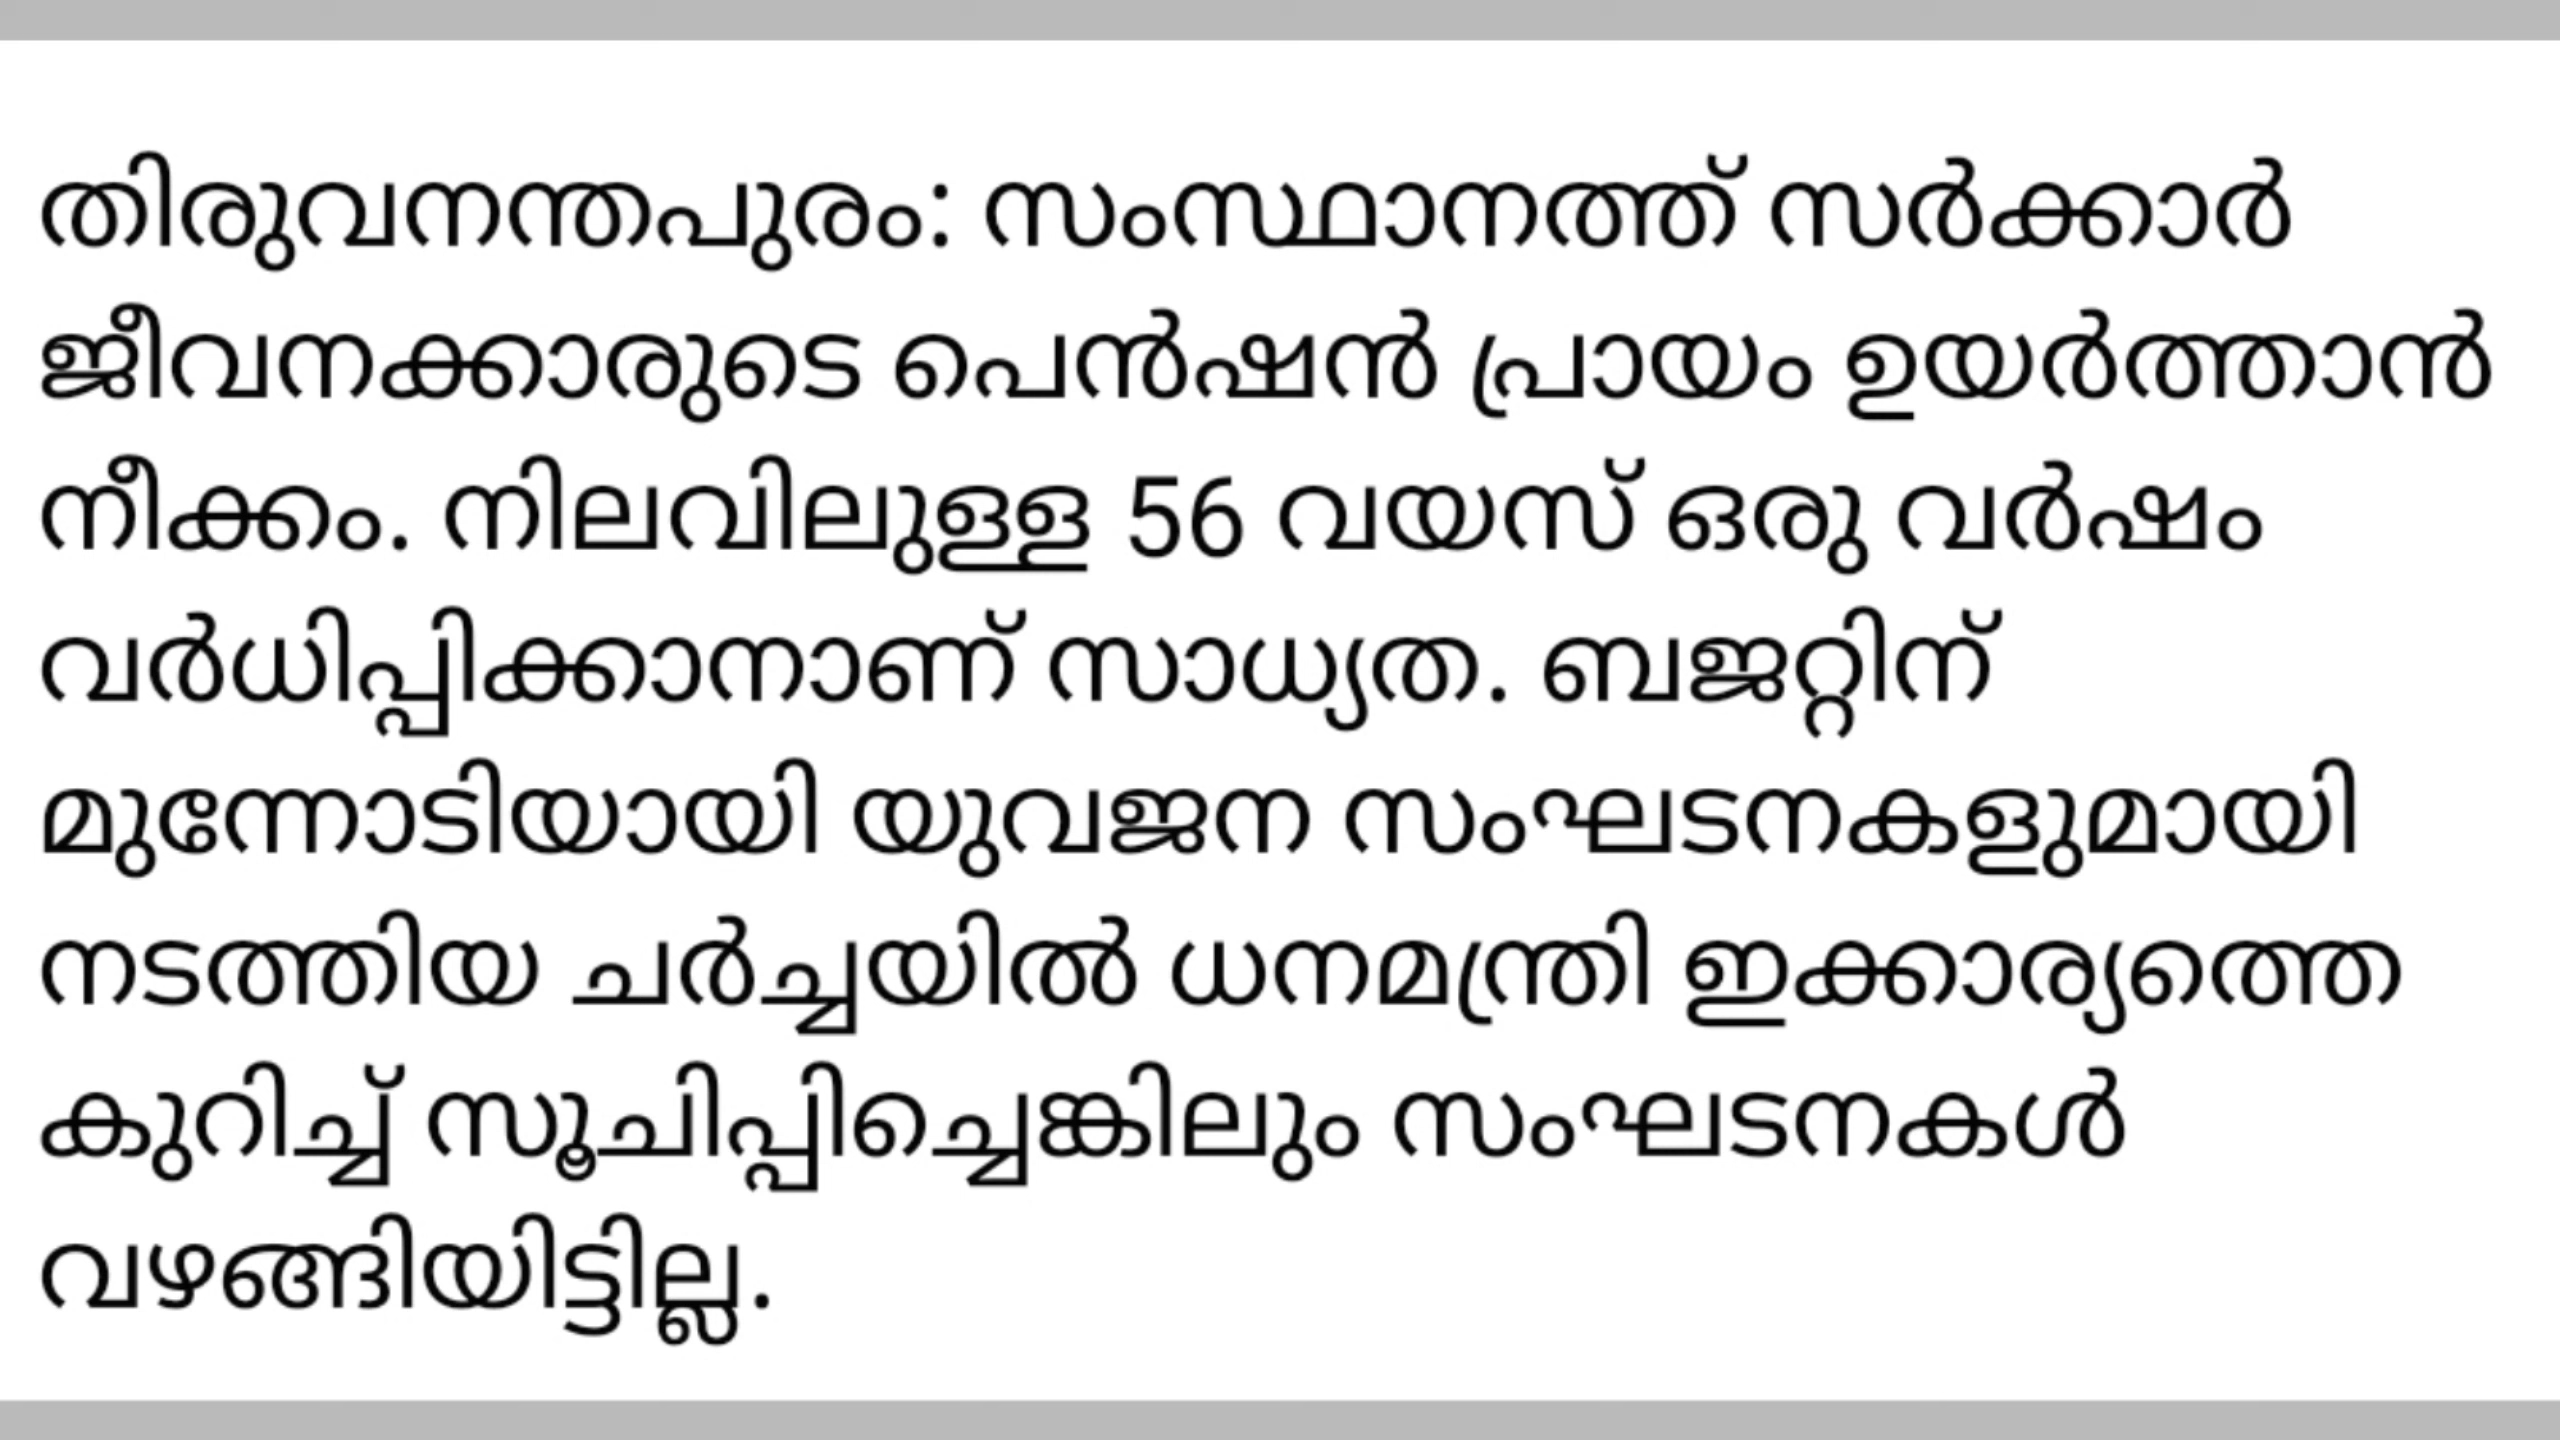 തിരുവനന്തപുരം: സംസ്ഥാനത്ത് സർക്കാർ
ജീവനക്കാരുടെ പെൻഷൻ പ്രായം ഉയർത്താൻ
നീക്കം. നിലവിലുള്ള 56 വയസ് ഒരു വർഷം
വർധിപ്പിക്കാനാണ് സാധ്യത. ബജറ്റിന്
മുന്നോടിയായി യുവജന സംഘടനകളുമായി
നടത്തിയ ചർച്ചയിൽ ധനമന്ത്രി ഇക്കാര്യത്തെ
കുറിച്ച് സൂചിപ്പിച്ചെങ്കിലും സംഘടനകൾ
വഴങ്ങിയിട്ടില്ല.